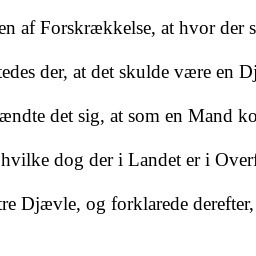 en af Forskrækkelse, at hvor der s
tedes der, at det skulde være en Dj
ændte det sig, at som en Mand ko
hvilke dog der i Landet er i Overf
tre Djævle, og forklarede derefter,